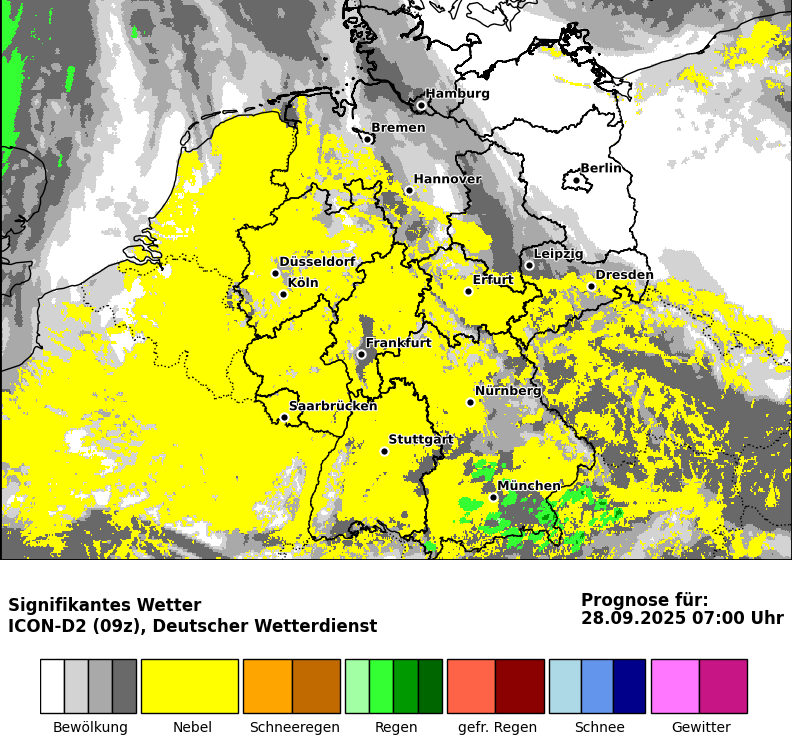 Hamburg
Bremen
Berlin
Hannover
Leipzig
Düsseldorf
Dresden
Köln
Erfurt
Frankfurt
Nürnberg
Saarbrücken
Stuttgart
München
Signifikantes Wetter
ICON-D2 (09z), Deutscher Wetterdienst
Prognose für:
28.09.2025 07:00 Uhr
Bewölkung Nebel Schneeregen Regen gefr. Regen Schnee Gewitter